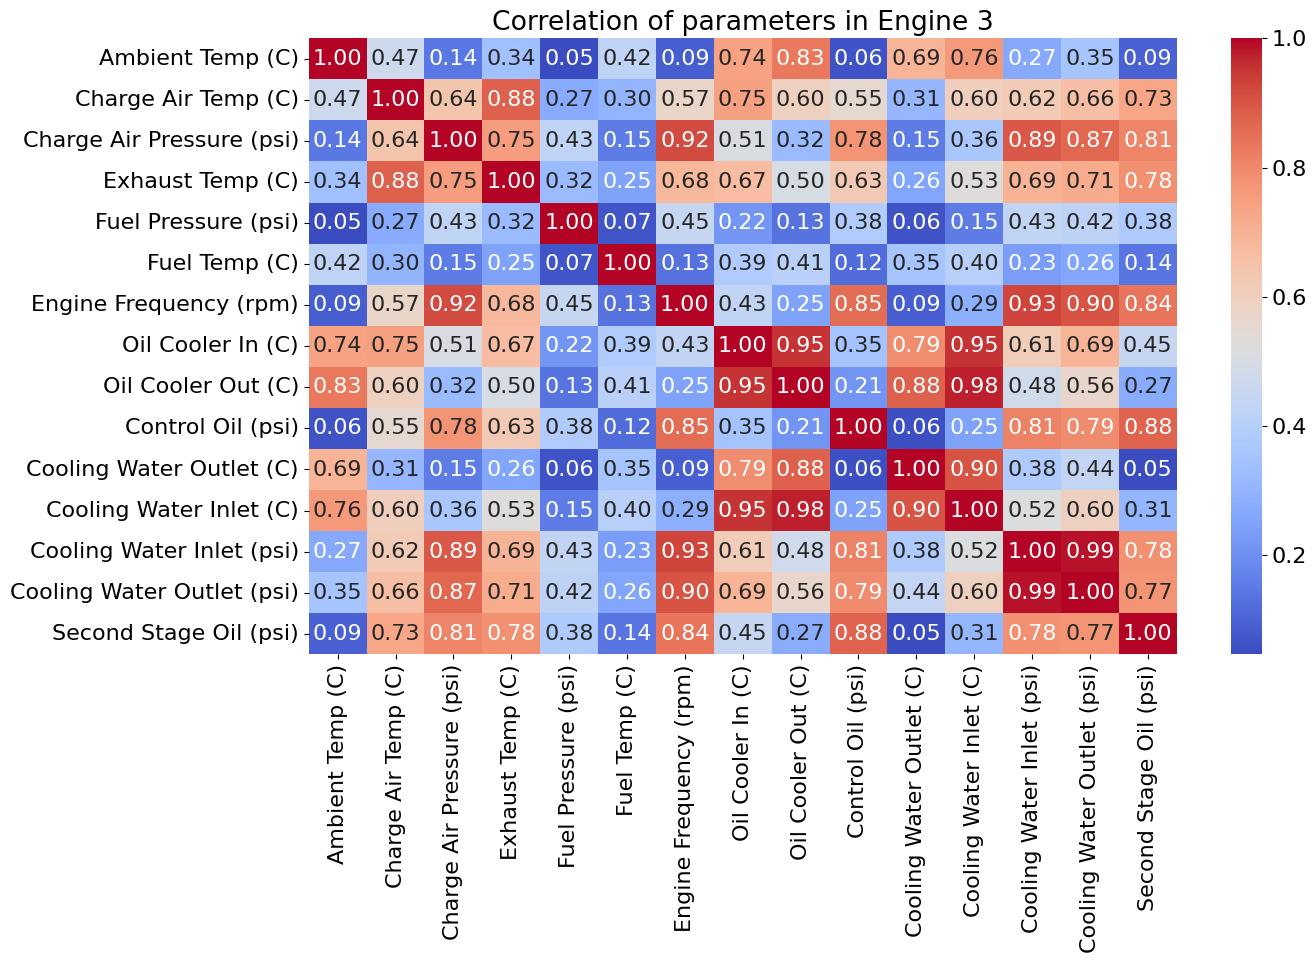 Correlation of parameters in Engine 3
Ambient Temp (C) 1.00 0.47 0.14 0.34 0.05 0.42 0.09 0.74 0.83 0.06 0.69 0.76 0.27 0.35 0.09
Charge Air Temp (C) 0.47 1.00 0.64 0.88 0.27 0.30 0.57 0.75 0.60 0.55 0.31 0.60 0.62 0.66 0.73
Charge Air Pressure (psi) 0.14 0.64 1.00 0.75 0.43 0.15 0.92 0.51 0.32 0.78 0.15 0.36 0.89 0.87 0.81
Exhaust Temp (C) 0.34 0.88 0.75 1.00 0.32 0.25 0.68 0.67 0.50 0.63 0.26 0.53 0.69 0.71 0.78
Fuel Pressure (psi) 0.05 0.27 0.43 0.32 1.00 0.07 0.45 0.22 0.13 0.38 0.06 0.15 0.43 0.42 0.38
Fuel Temp (C) 0.42 0.30 0.15 0.25 0.07 1.00 0.13 0.39 0.41 0.12 0.35 0.40 0.23 0.26 0.14
Engine Frequency (rpm) 0.09 0.57 0.92 0.68 0.45 0.13 1.00 0.43 0.25 0.85 0.09 0.29 0.93 0.90 0.84
Oil Cooler In (C) 0.74 0.75 0.51 0.67 0.22 0.39 0.43 1.00 0.95 0.35 0.79 0.95 0.61 0.69 0.45
Oil Cooler Out (C) 0.83 0.60 0.32 0.50 0.13 0.41 0.25 0.95 1.00 0.21 0.88 0.98 0.48 0.56 0.27
Control Oil (psi) 0.06 0.55 0.78 0.63 0.38 0.12 0.85 0.35 0.21 1.00 0.06 0.25 0.81 0.79 0.88
Cooling Water Outlet (C) 0.69 0.31 0.15 0.26 0.06 0.35 0.09 0.79 0.88 0.06 1.00 0.90 0.38 0.44 0.05
Cooling Water Inlet (C) 0.76 0.60 0.36 0.53 0.15 0.40 0.29 0.95 0.98 0.25 0.90 1.00 0.52 0.60 0.31
Cooling Water Inlet (psi) 0.27 0.62 0.89 0.69 0.43 0.23 0.93 0.61 0.48 0.81 0.38 0.52 1.00 0.99 0.78
Cooling Water Outlet (psi) 0.35 0.66 0.87 0.71 0.42 0.26 0.90 0.69 0.56 0.79 0.44 0.60 0.99 1.00 0.77
Second Stage Oil (psi) 0.09 0.73 0.81 0.78 0.38 0.14 0.84 0.45 0.27 0.88 0.05 0.31 0.78 0.77 1.00
Ambient Temp (C)
Charge Air Temp (C)
Charge Air Pressure (psi)
Exhaust Temp (C)
Fuel Pressure (psi)
Fuel Temp (C)
Engine Frequency (rpm)
Oil Cooler In (C)
Oil Cooler Out (C)
Control Oil (psi)
Cooling Water Outlet (C)
Cooling Water Inlet (C)
Cooling Water Inlet (psi)
Cooling Water Outlet (psi)
Second Stage Oil (psi)
1.0
0.8
0.6
0.4
0.2